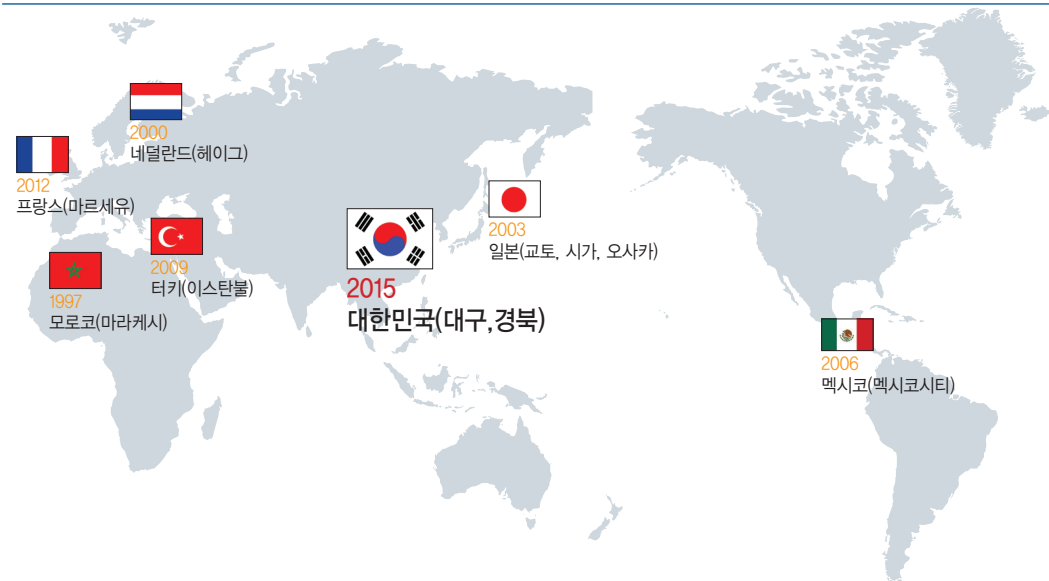 2000
네덜란드(헤이그)
2012
프랑스(마르세유)
2003
일본(교토, 시가, 오사카)
2009
터키(이스탄불)
1997
모로코(마라케시)
2015
대한민국(대구,경북)
2006
멕시코(멕시코시티)